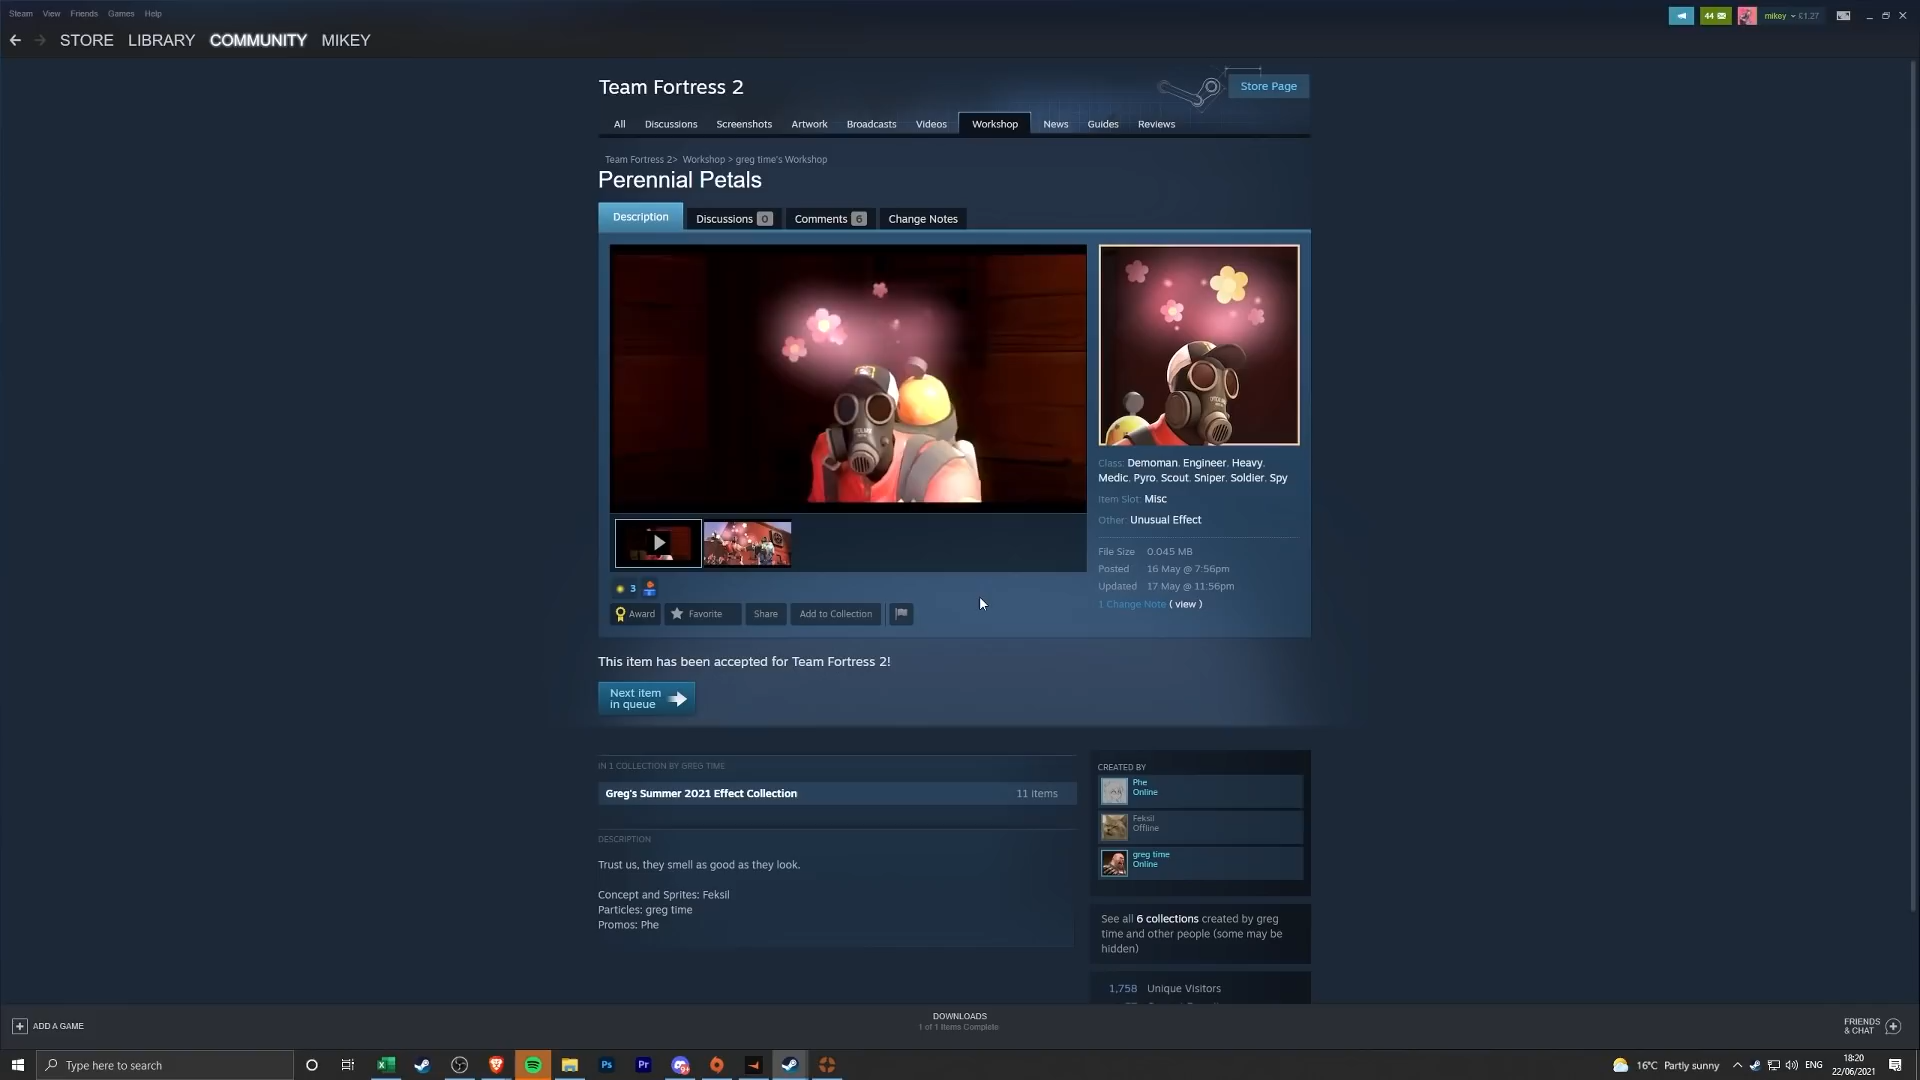 Steam View Friends Games Help
44
mikey £1.27
STORE LIBRARY COMMUNITY MIKEY
Team Fortress 2
Store Page
All Discussions Screenshots Artwork Broadcasts Videos Workshop News Guides Reviews
Team Fortress 2> Workshop > greg time's Workshop
Perennial Petals
Description Discussions 0 Comments 6 Change Notes
Class: Demoman, Engineer, Heavy,
Medic, Pyro, Scout, Sniper, Soldier, Spy
Item Slot: Misc
Other: Unusual Effect
File Size 0.045 MB
Posted 16 May @ 7:56pm
Updated 17 May @ 11:56pm
1 Change Note ( view )
3
Award Favorite Share Add to Collection
This item has been accepted for Team Fortress 2!
Next item
in queue
IN 1 COLLECTION BY GREG TIME
Greg's Summer 2021 Effect Collection 11 items
DESCRIPTION
Trust us, they smell as good as they look.
Concept and Sprites: Feksil
Particles: greg time
Promos: Phe
CREATED BY
Phe
Online
Feksil
Offline
greg time
Online
See all 6 collections created by greg
time and other people (some may be
hidden)
1,758 Unique Visitors
ADD A GAME
DOWNLOADS
1 of 1 Items Complete
FRIENDS
& CHAT
Type here to search
16°C Partly sunny
ENG
18:20
22/06/2021